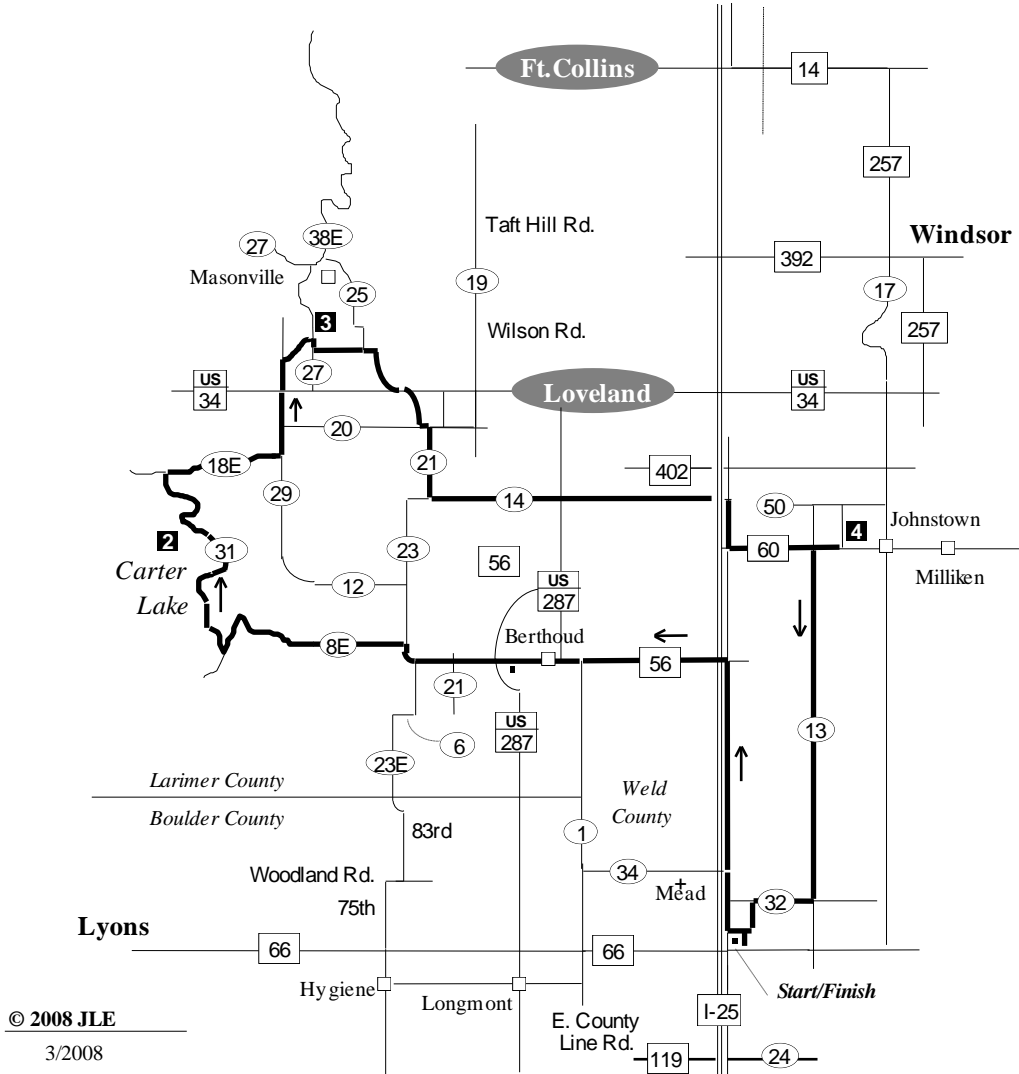 Ft.Collins
14
257
Taft Hill Rd.
Windsor
27
38E
392
Masonville
25
19
17
3
Wilson Rd.
257
27
US
34
Loveland
US
34
20
18E
21
402
29
14
50
4
Johnstown
2
31
23
56
60
Milliken
Carter
Lake
12
US
287
Berthoud
8E
56
21
US
287
6
13
23E
Larimer County
Weld
County
Boulder County
83rd
1
Woodland Rd.
34
Mead
75th
32
Lyons
66
66
Hygiene
Longmont
Start/Finish
© 2008 JLE
I-25
E. County
Line Rd.
3/2008
119
24